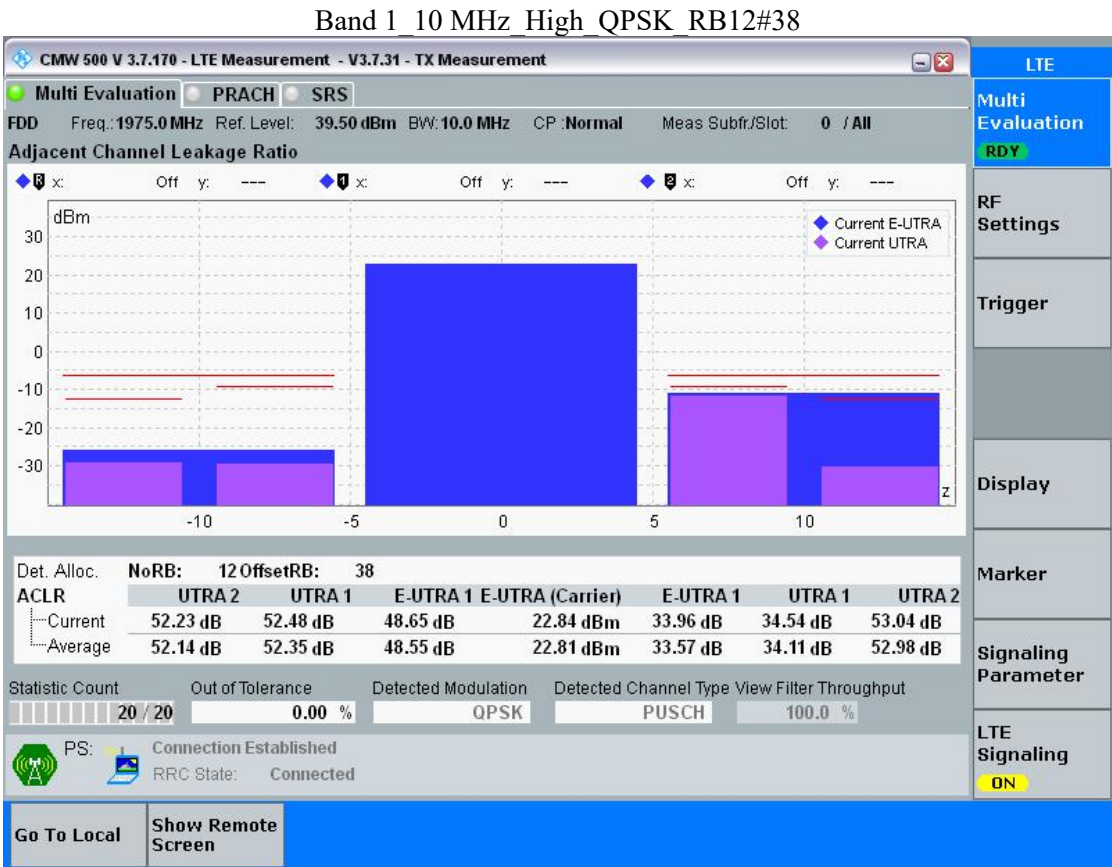 Band 1_10 MHz_High_QPSK_RB12#38
CMW 500 V 3.7.170 - LTE Measurement - V3.7.31 - TX Measurement
LTE
Multi Evaluation PRACH SRS
Multi Evaluation
RDY
FDD Freq.: 1975.0 MHz Ref. Level: 39.50 dBm BW: 10.0 MHz CP :Normal Meas Subfr./Slot: 0 / All
Adjacent Channel Leakage Ratio
R x: Off y: --- 1 x: Off y: --- 2 x: Off y: ---
dBm
Current E-UTRA
Current UTRA
30
20
10
0
-10
-20
-30
z
-10 -5 0 5 10
RF Settings
Trigger
Display
Marker
Signaling Parameter
LTE Signaling
ON
Det. Alloc. NoRB: 12 OffsetRB: 38
ACLR UTRA 2 UTRA 1 E-UTRA 1 E-UTRA (Carrier) E-UTRA 1 UTRA 1 UTRA 2
Current 52.23 dB 52.48 dB 48.65 dB 22.84 dBm 33.96 dB 34.54 dB 53.04 dB
Average 52.14 dB 52.35 dB 48.55 dB 22.81 dBm 33.57 dB 34.11 dB 52.98 dB
Statistic Count Out of Tolerance Detected Modulation Detected Channel Type View Filter Throughput
20 / 20 0.00 % QPSK PUSCH 100.0 %
PS: Connection Established
RRC State: Connected
Go To Local
Show Remote Screen